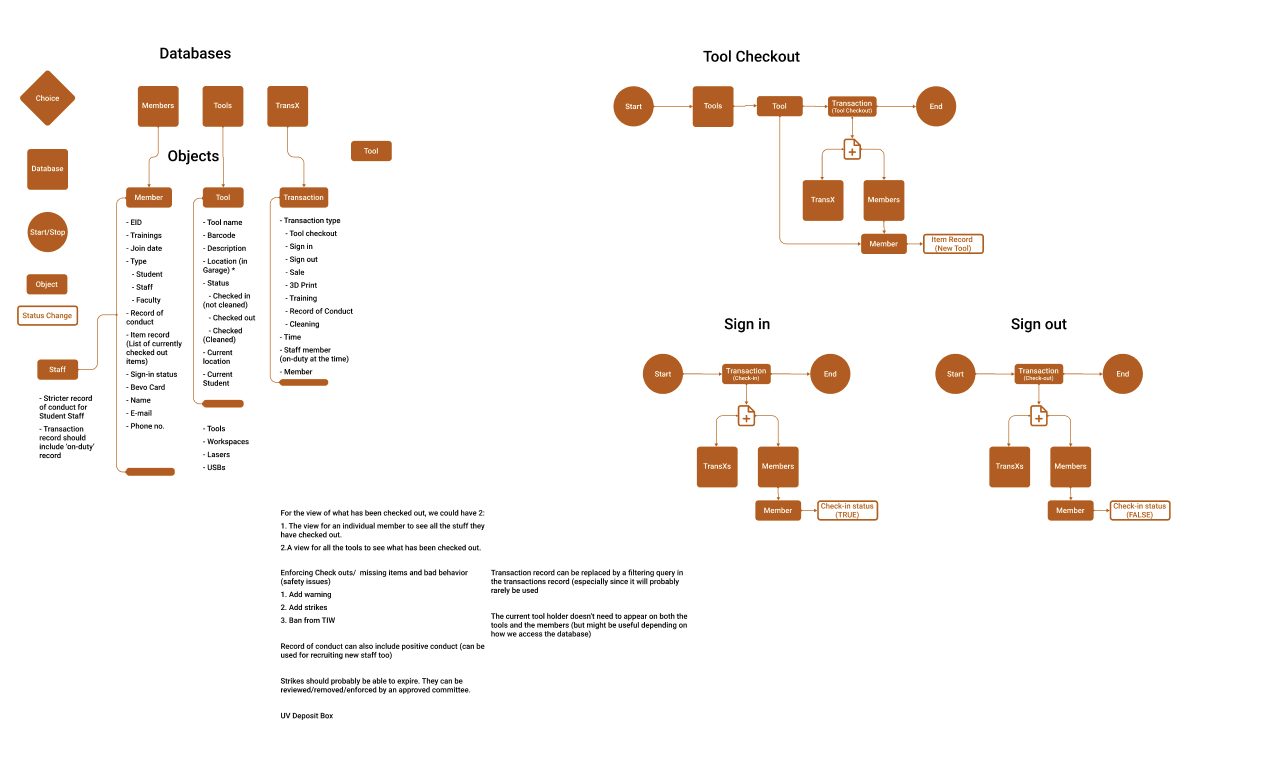 Databases
Choice
Members
Tools
TransX
Objects
Tool
Database
Member
Tool
Transaction
Start/Stop
Object
Status Change
Staff
- Stricter record
of conduct for
Student Staff
- Transaction
record should
include 'on-duty'
record
- EID
- Trainings
- Join date
- Type
- Student
- Staff
- Faculty
- Record of
conduct
- Item record
(List of currently
checked out
items)
- Sign-in status
- Bevo Card
- Name
- E-mail
- Phone no.
- Tool name
- Barcode
- Description
- Location (in
Garage) *
- Status
- Checked in
(not cleaned)
- Checked out
- Checked
(Cleaned)
- Current
location
- Current
Student
- Tools
- Workspaces
- Lasers
- USBs
- Transaction type
- Tool checkout
- Sign in
- Sign out
- Sale
- 3D Print
- Training
- Record of Conduct
- Cleaning
- Time
- Staff member
(on-duty at the time)
- Member
For the view of what has been checked out, we could have 2:
1. The view for an individual member to see all the stuff they
have checked out.
2.A view for all the tools to see what has been checked out.
Enforcing Check outs/ missing items and bad behavior
(safety issues)
1. Add warning
2. Add strikes
3. Ban from TIW
Record of conduct can also include positive conduct (can be
used for recruiting new staff too)
Strikes should probably be able to expire. They can be
reviewed/removed/enforced by an approved committee.
UV Deposit Box
Transaction record can be replaced by a filtering query in
the transactions record (especially since it will probably
rarely be used
The current tool holder doesn't need to appear on both the
tools and the members (but might be useful depending on
how we access the database)
Tool Checkout
Start
Tools
Tool
Transaction
(Tool Checkout)
End
TransX
Members
Member
Item Record
(New Tool)
Sign in
Start
Transaction
(Check-in)
End
TransXs
Members
Member
Check-in status
(TRUE)
Sign out
Start
Transaction
(Check-out)
End
TransXs
Members
Member
Check-in status
(FALSE)